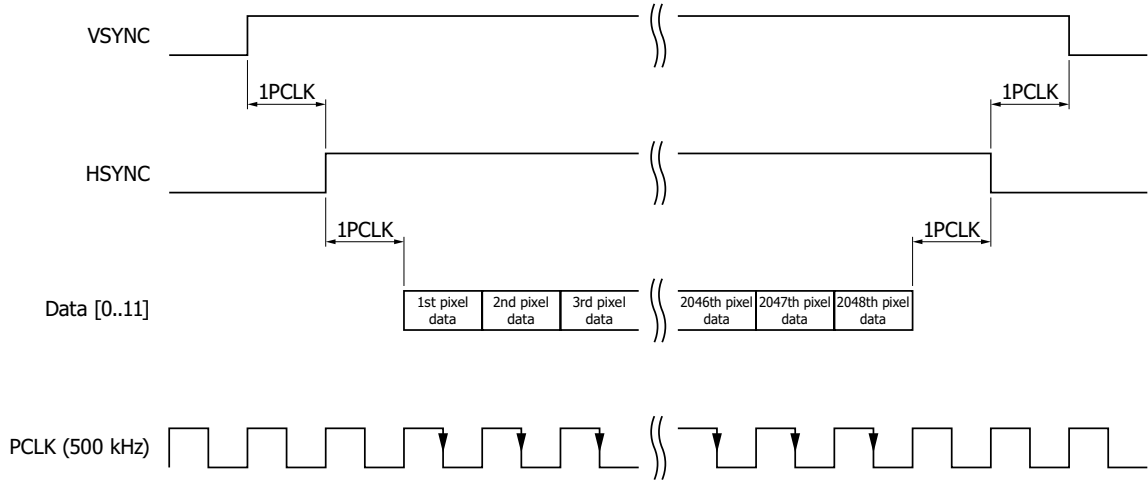 VSYNC
1PCLK
1PCLK
HSYNC
1PCLK
1PCLK
Data [0..11]
1st pixel
data
2nd pixel
data
3rd pixel
data
2046th pixel
data
2047th pixel
data
2048th pixel
data
PCLK (500 kHz)